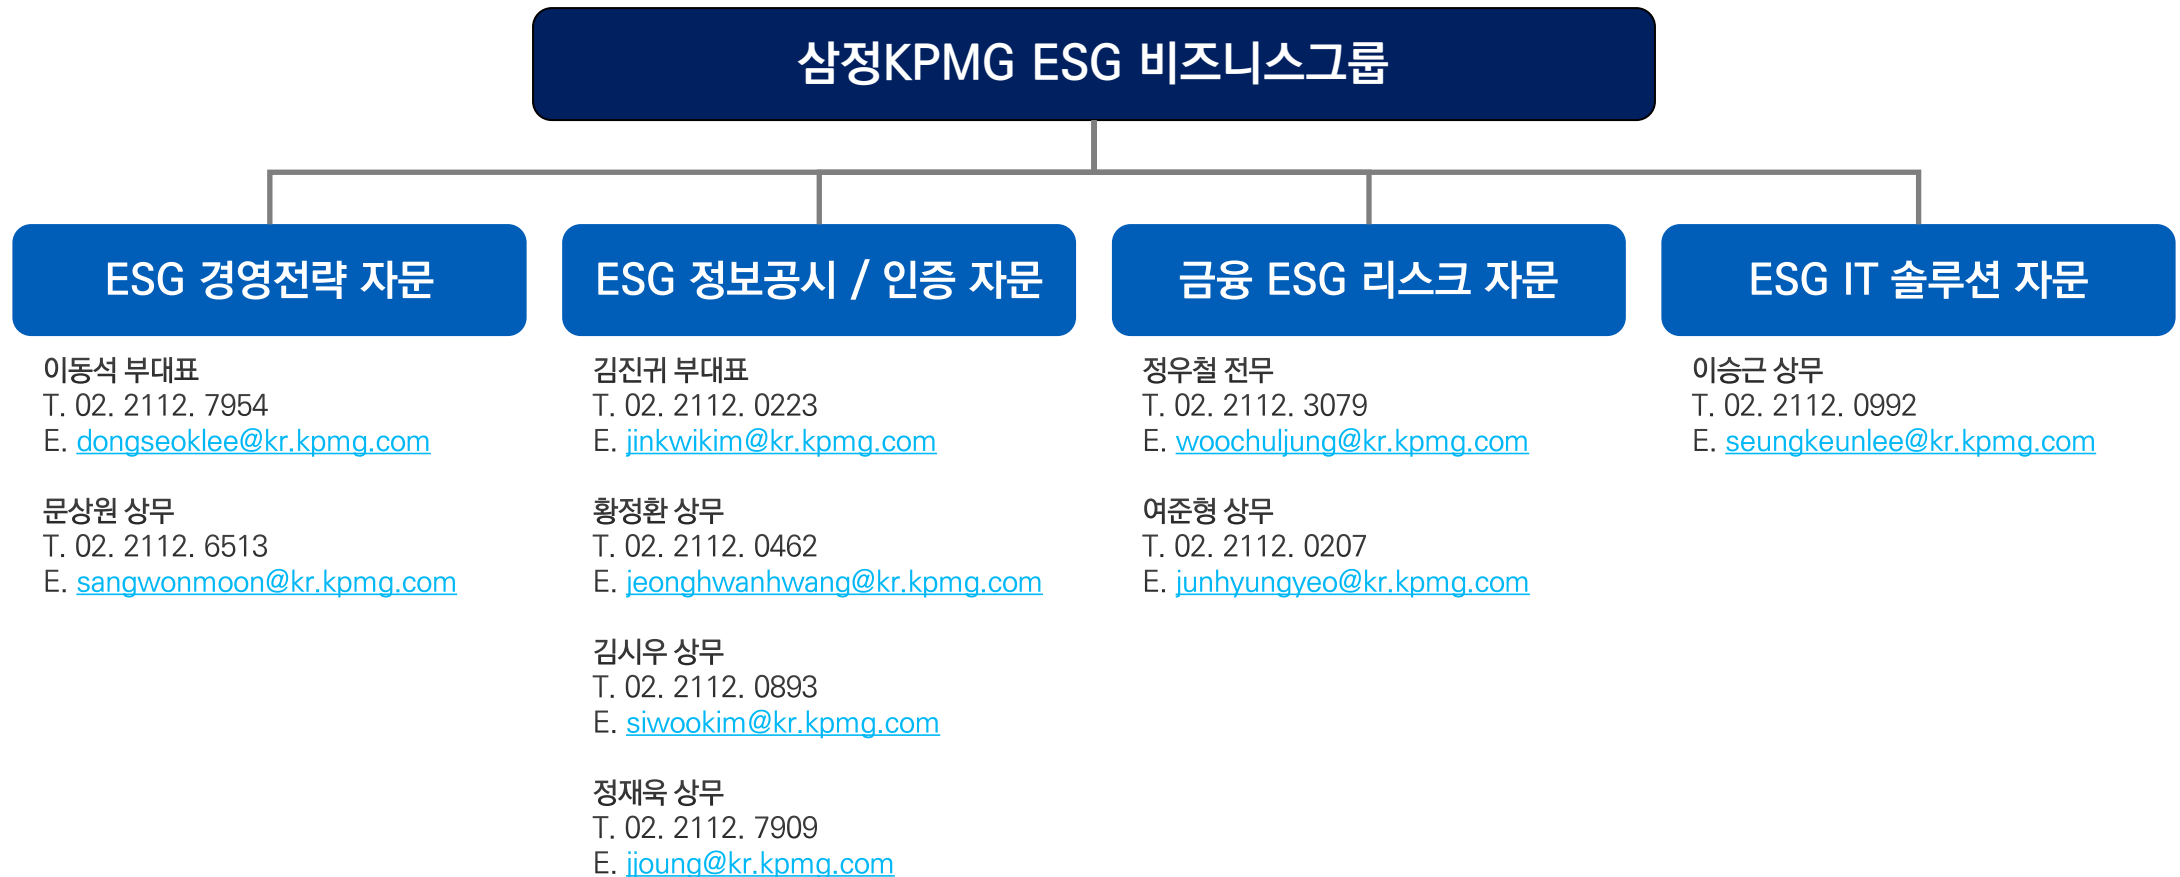 삼정KPMG ESG 비즈니스그룹
ESG 경영전략 자문
이동석 부대표
T. 02. 2112. 7954
E. dongseoklee@kr.kpmg.com
문상원 상무
T. 02. 2112. 6513
E. sangwonmoon@kr.kpmg.com
ESG 정보공시 / 인증 자문
김진귀 부대표
T. 02. 2112. 0223
E. jinkwikim@kr.kpmg.com
황정환 상무
T. 02. 2112. 0462
E. jeonghwanhwang@kr.kpmg.com
김시우 상무
T. 02. 2112. 0893
E. siwookim@kr.kpmg.com
정재욱 상무
T. 02. 2112. 7909
E. jjoung@kr.kpmg.com
금융 ESG 리스크 자문
정우철 전무
T. 02. 2112. 3079
E. woochuljung@kr.kpmg.com
여준형 상무
T. 02. 2112. 0207
E. junhyungyeo@kr.kpmg.com
ESG IT 솔루션 자문
이승근 상무
T. 02. 2112. 0992
E. seungkeunlee@kr.kpmg.com